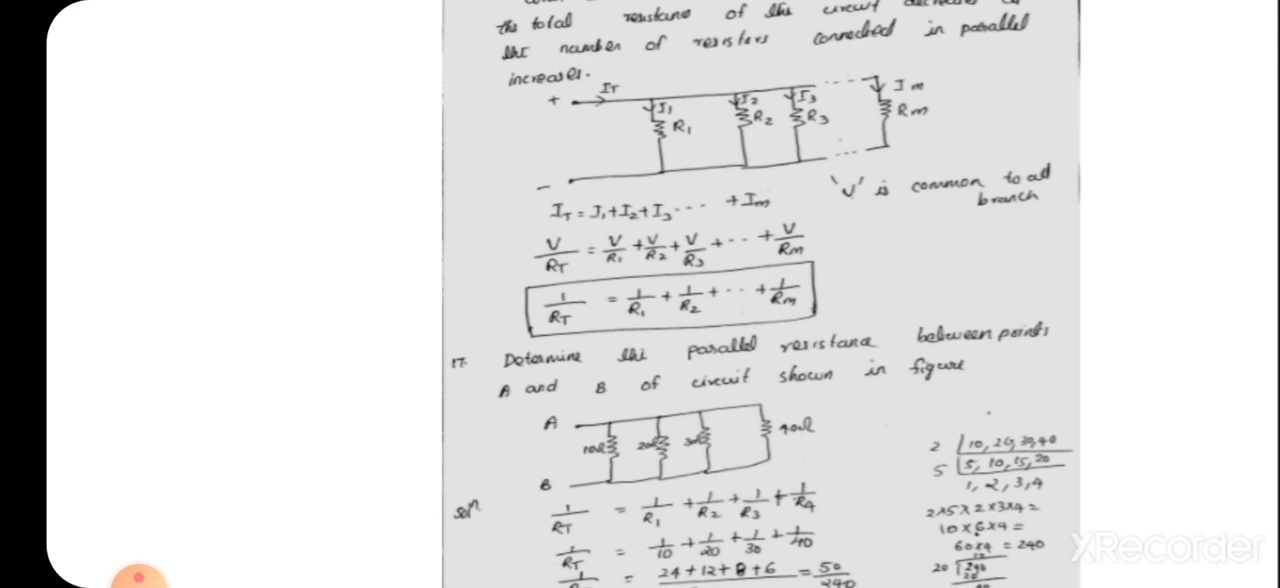 the total resistance of the circuit decreases as
the number of resistors connected in parallel
increases.
+ IT I1 I2 I3 Im
R1 R2 R3 Rm
-
IT = I1+I2+I3 ---- +Im 'V' is common to all
branch
V/RT = V/R1 + V/R2 + V/R3 + --- + V/Rm
1/RT = 1/R1 + 1/R2 + --- + 1/Rm
17. Determine the parallel resistance between points
A and B of circuit shown in figure
A
10Ω 20Ω 30Ω 40Ω
B
2 | 10, 20, 30, 40
5 | 5, 10, 15, 20
1, 2, 3, 4
2×5×2×3×4=
10×6×4=
60×4 = 240
20 240
20
Soln
1/RT = 1/R1 + 1/R2 + 1/R3 + 1/R4
1/RT = 1/10 + 1/20 + 1/30 + 1/40
= 24+12+8+6 = 50/240
XRecorder